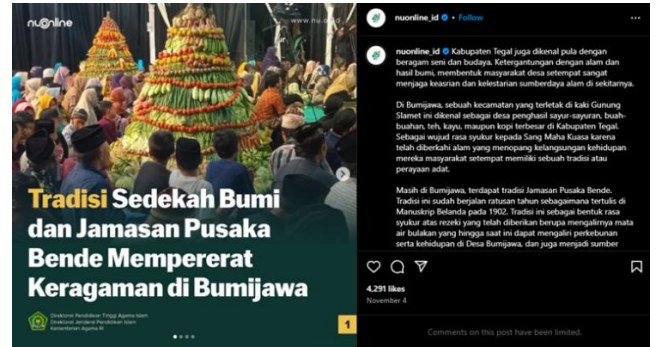 nuonline
www.nu.or.id
Tradisi Sedekah Bumi
dan Jamasan Pusaka
Bende Mempererat
Keragaman di Bumijawa
Direktorat Pendidikan Tinggi Agama Islam
Direktorat Jenderal Pendidikan Islam
Kementerian Agama RI
1
nuonline_id • Follow
nuonline_id Kabupaten Tegal juga dikenal pula dengan
beragam seni dan budaya. Ketergantungan dengan alam dan
hasil bumi, membentuk masyarakat desa setempat sangat
menjaga keasrian dan kelestarian sumberdaya alam di sekitarnya.
Di Bumijawa, sebuah kecamatan yang terletak di kaki Gunung
Slamet ini dikenal sebagai desa penghasil sayur-sayuran, buah-
buahan, teh, kayu, maupun kopi terbesar di Kabupaten Tegal.
Sebagai wujud rasa syukur kepada Sang Maha Kuasa karena
telah diberkahi alam yang menopang kelangsungan kehidupan
mereka masyarakat setempat memiliki sebuah tradisi atau
perayaan adat.
Masih di Bumijawa, terdapat tradisi Jamasan Pusaka Bende.
Tradisi ini sudah berjalan ratusan tahun sebagaimana tertulis di
Manuskrip Belanda pada 1902. Tradisi ini sebagai bentuk rasa
syukur atas rezeki yang telah diberikan berupa mengalirnya mata
air bulakan yang hingga saat ini dapat mengaliri perkebunan
serta kehidupan di Desa Bumijawa, dan juga menjadi sumber
4,291 likes
November 4
Comments on this post have been limited.